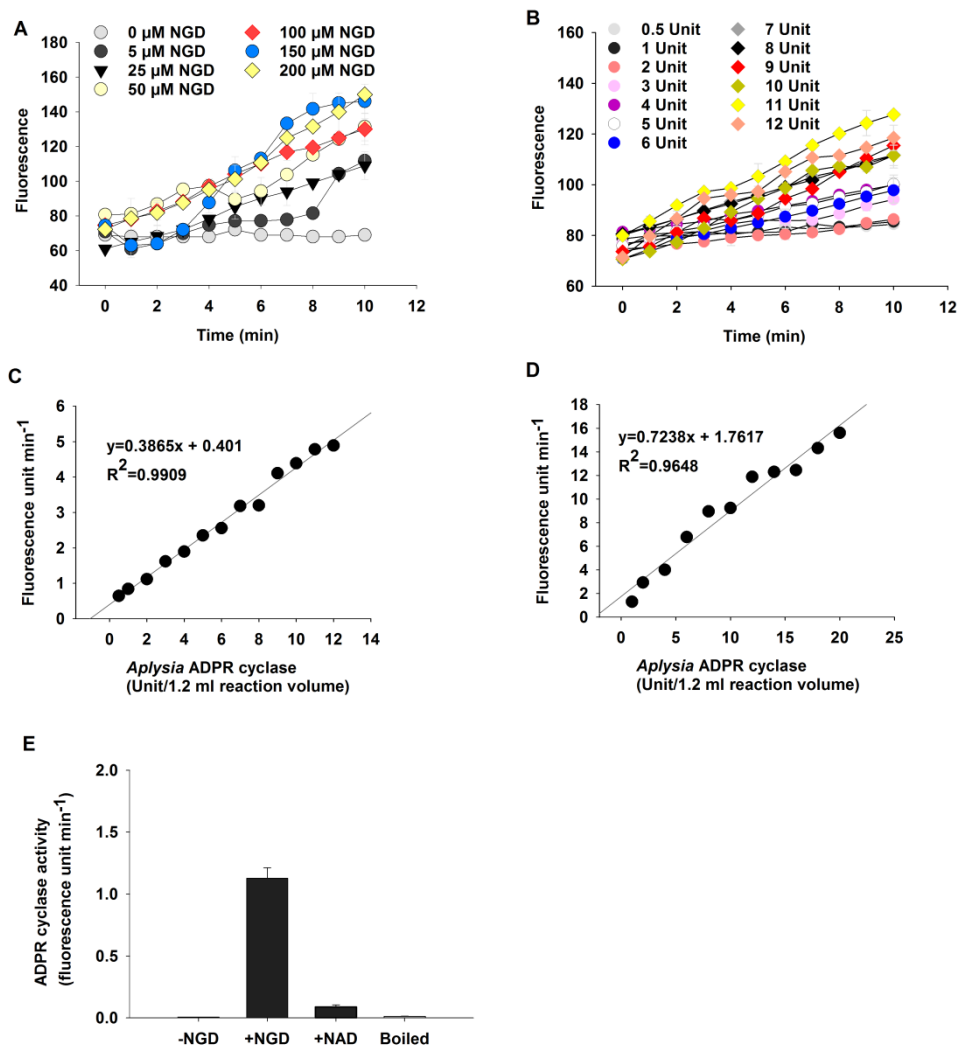 A
0 µM NGD
5 µM NGD
25 µM NGD
50 µM NGD
100 µM NGD
150 µM NGD
200 µM NGD
Fluorescence
180
160
140
120
100
80
60
40
0 2 4 6 8 10 12
Time (min)
B
0.5 Unit
1 Unit
2 Unit
3 Unit
4 Unit
5 Unit
6 Unit
7 Unit
8 Unit
9 Unit
10 Unit
11 Unit
12 Unit
Fluorescence
160
140
120
100
80
60
0 2 4 6 8 10 12
Time (min)
C
y=0.3865x + 0.401
R²=0.9909
Fluorescence unit min⁻¹
6
5
4
3
2
1
0
0 2 4 6 8 10 12 14
Aplysia ADPR cyclase
(Unit/1.2 ml reaction volume)
D
y=0.7238x + 1.7617
R²=0.9648
Fluorescence unit min⁻¹
18
16
14
12
10
8
6
4
2
0
0 5 10 15 20 25
Aplysia ADPR cyclase
(Unit/1.2 ml reaction volume)
E
ADPR cyclase activity
(fluorescence unit min⁻¹)
2.0
1.5
1.0
0.5
0.0
-NGD +NGD +NAD Boiled